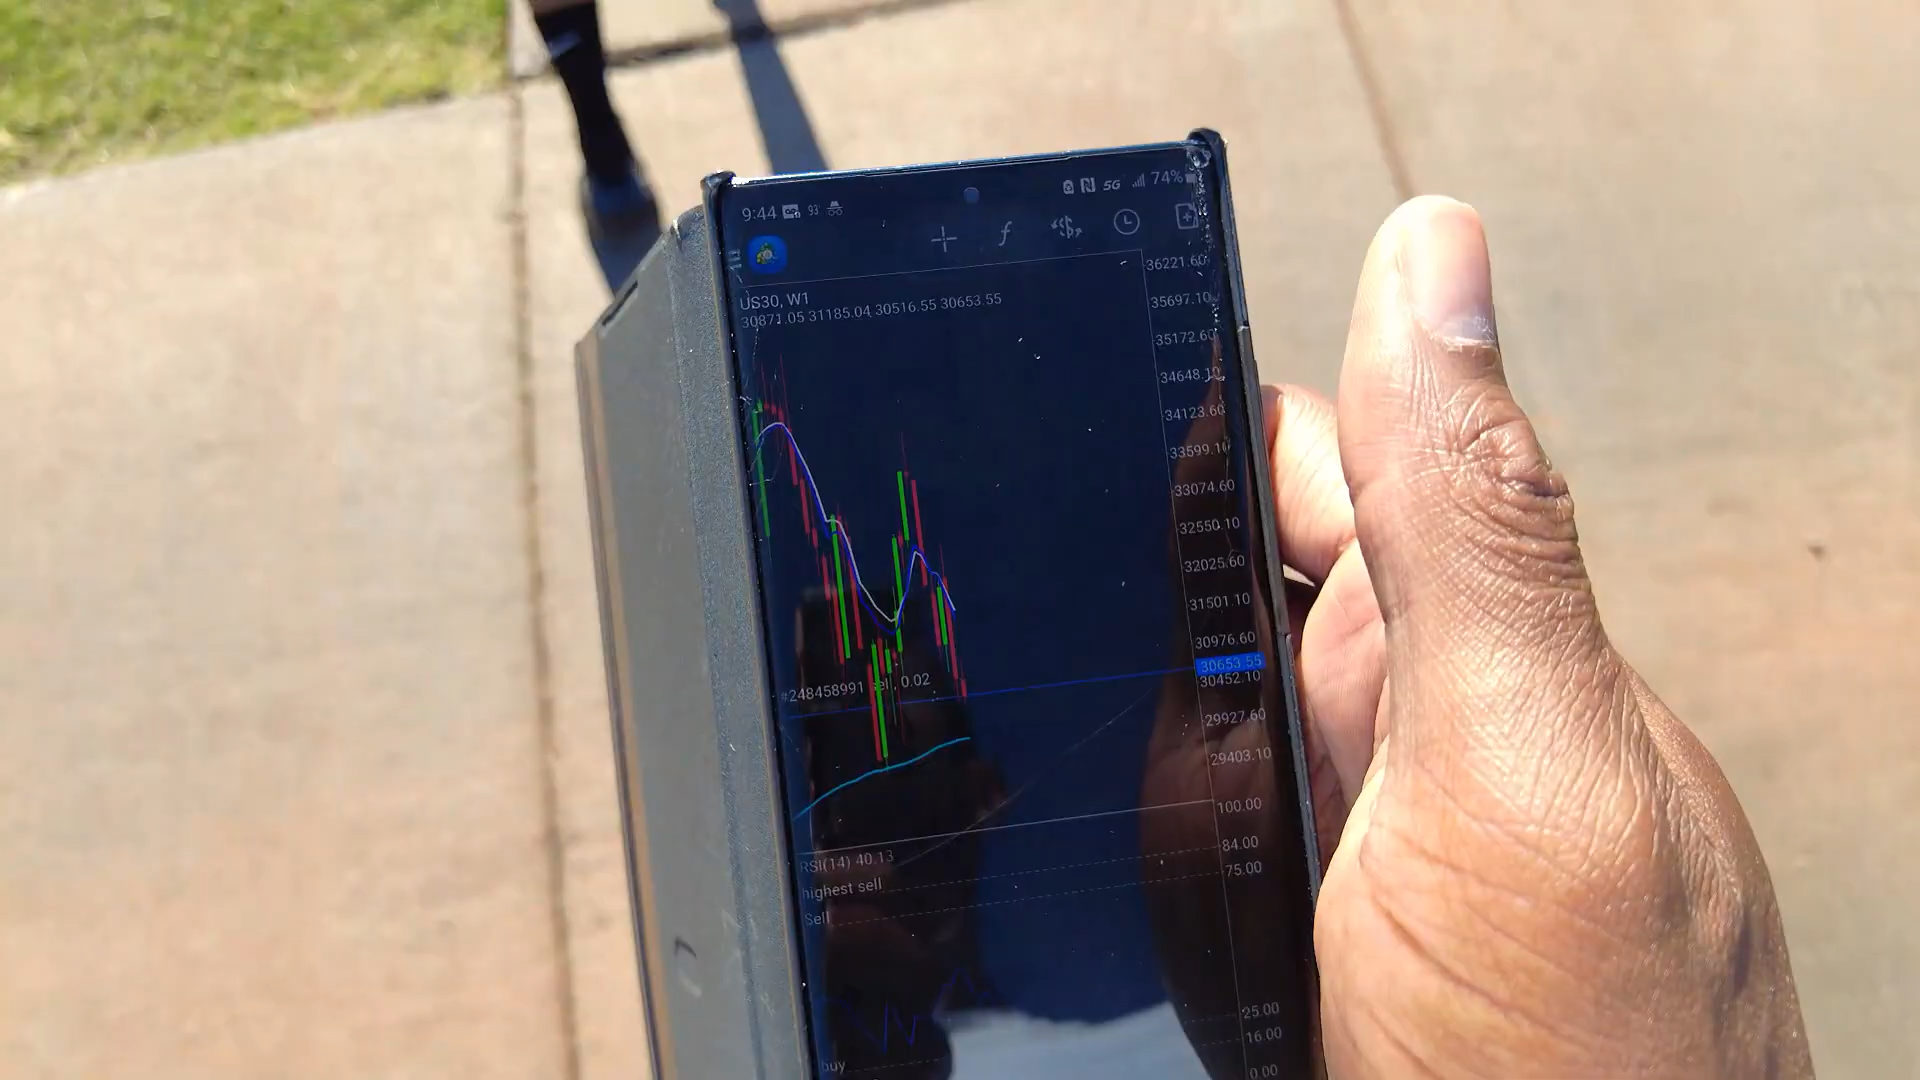 9:44 93° 5G 74%
f
US30, W1
30871.05 31185.04 30516.55 30653.55
36221.60
35697.10
35172.60
34648.10
34123.60
33599.10
33074.60
32550.10
32025.60
31501.10
30976.60
30653.55
30452.10
29927.60
29403.10
#248458991 sell 0.02
100.00
RSI(14) 40.13
84.00
highest sell
75.00
Sell
25.00
16.00
buy
0.00